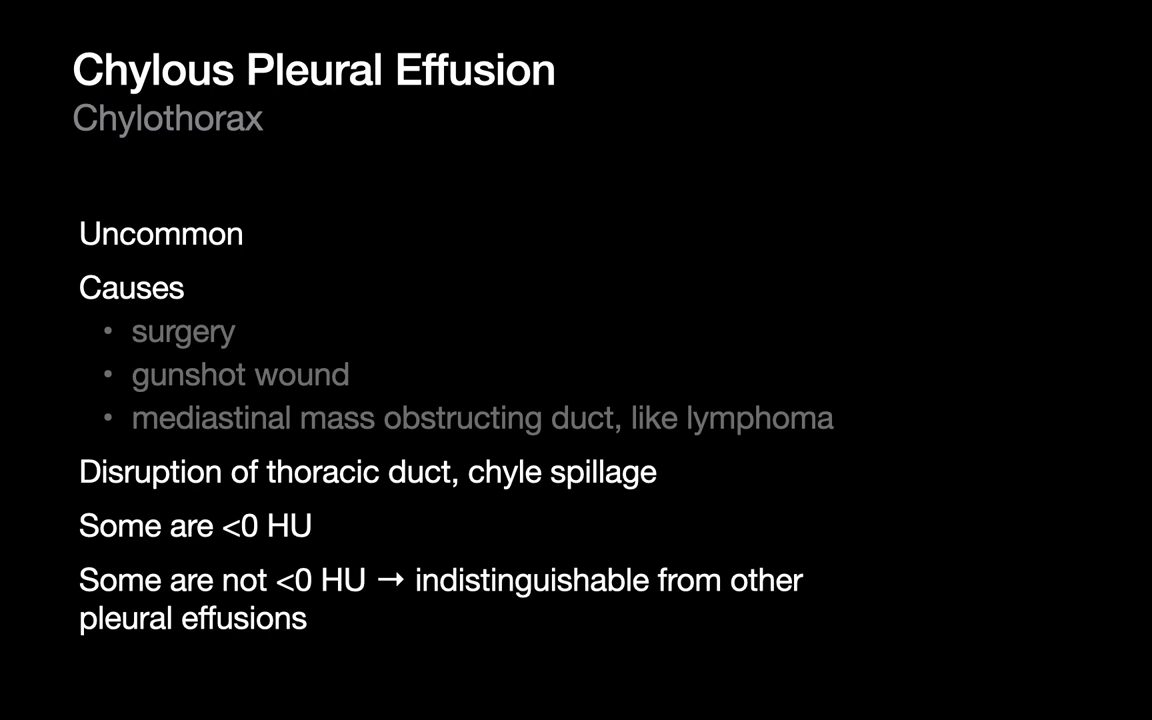 Chylous Pleural Effusion
Chylothorax
Uncommon
Causes
• surgery
• gunshot wound
• mediastinal mass obstructing duct, like lymphoma
Disruption of thoracic duct, chyle spillage
Some are <0 HU
Some are not <0 HU → indistinguishable from other
pleural effusions